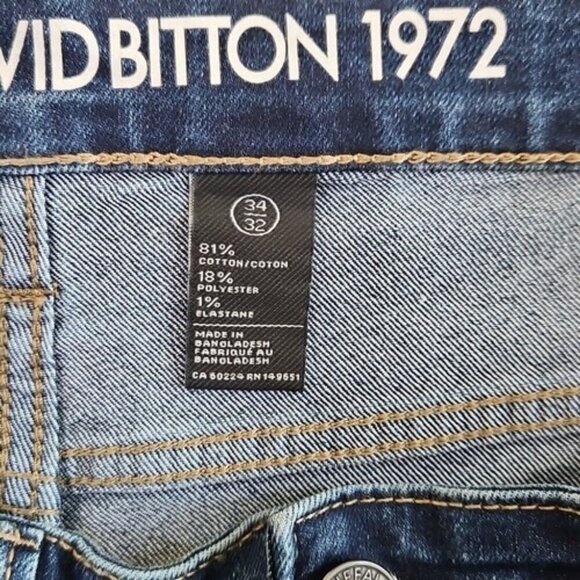 VID BITTON 1972
34
32
81%
COTTON/COTON
18%
POLYESTER
1%
ELASTANE
MADE IN
BANGLADESH
FABRIQUÉ AU
BANGLADESH
CA 60224 RN 149651